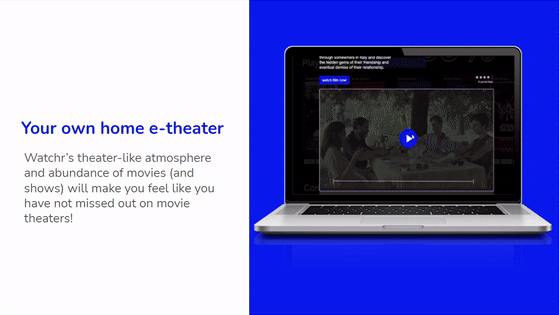 Your own home e-theater
Watchr's theater-like atmosphere
and abundance of movies (and
shows) will make you feel like you
have not missed out on movie
theaters!
through somewhere in Italy and discover
the hidden gems of their friendship and
eventual demise of their relationship.
watch film now